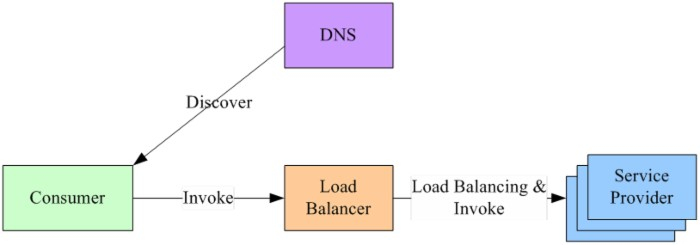 DNS
Discover
Consumer
Invoke
Load
Balancer
Load Balancing &
Invoke
Service
Provider